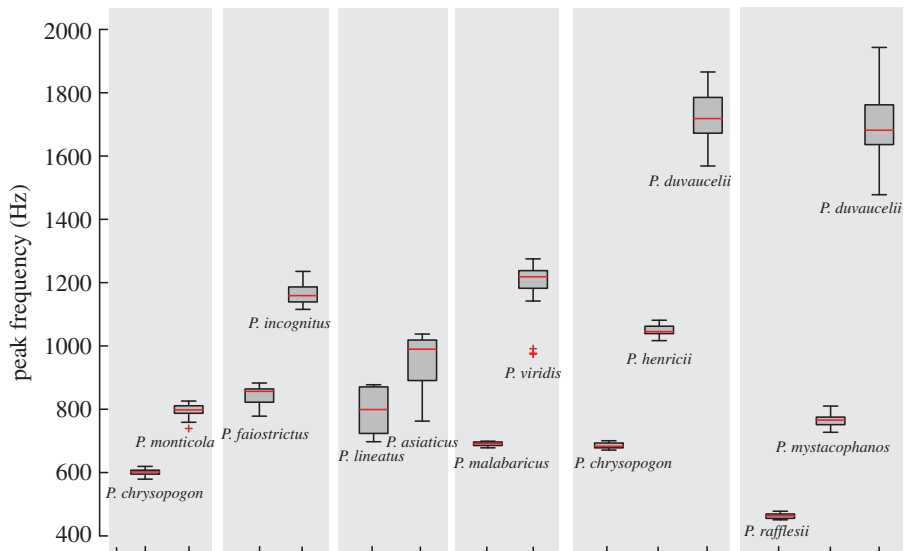 2000
1800
1600
1400
1200
1000
800
600
400
peak frequency (Hz)
P. chrysopogon
P. monticola
P. faiostrictus
P. incognitus
P. lineatus
P. asiaticus
P. malabaricus
P. viridis
P. chrysopogon
P. henricii
P. duvaucelii
P. rafflesii
P. mystacophanos
P. duvaucelii